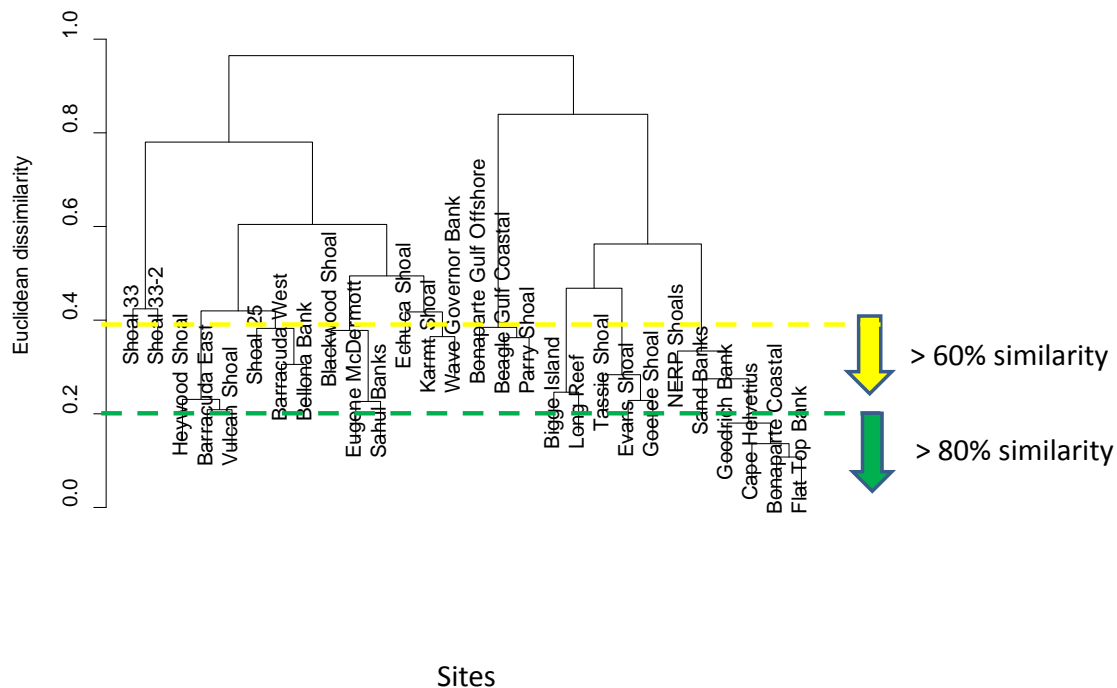 Euclidean dissimilarity
1.0
0.8
0.6
0.4
0.2
0.0
Shoal 33
Shoal 33-2
Heywood Shoal
Barracuda East
Vulcan Shoal
Shoal 25
Barracuda West
Bellona Bank
Blackwood Shoal
Eugene McDermott
Sahul Banks
Echuca Shoal
Karmt Shoal
Wave Governor Bank
Bonaparte Gulf Offshore
Beagle Gulf Coastal
Parry Shoal
Bigge Island
Long Reef
Tassie Shoal
Evans Shoal
Goeree Shoal
NERP Shoals
Sand Banks
Goodrich Bank
Cape Helvetius
Bonaparte Coastal
Flat Top Bank
> 60% similarity
> 80% similarity
Sites